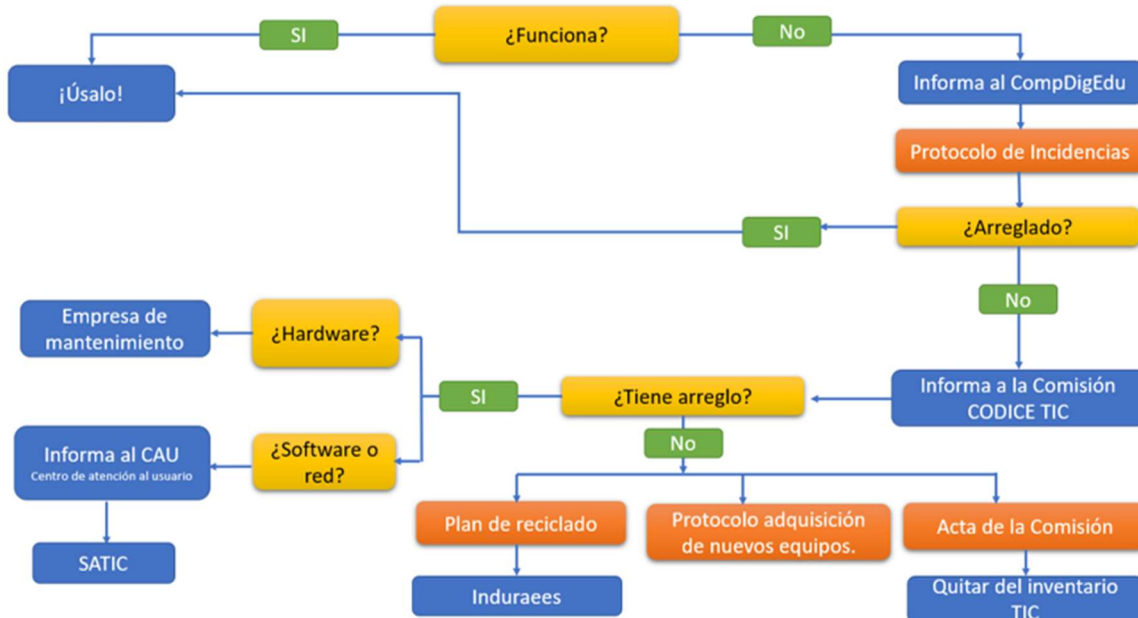 SI
¿Funciona?
No
¡Úsalo!
Informa al CompDigEdu
Protocolo de Incidencias
SI
¿Arreglado?
No
Empresa de
mantenimiento
¿Hardware?
SI
¿Tiene arreglo?
Informa a la Comisión
CODICE TIC
No
Informa al CAU
Centro de atención al usuario
¿Software o
red?
SATIC
Plan de reciclado
Protocolo adquisición
de nuevos equipos.
Acta de la Comisión
Induraees
Quitar del inventario
TIC